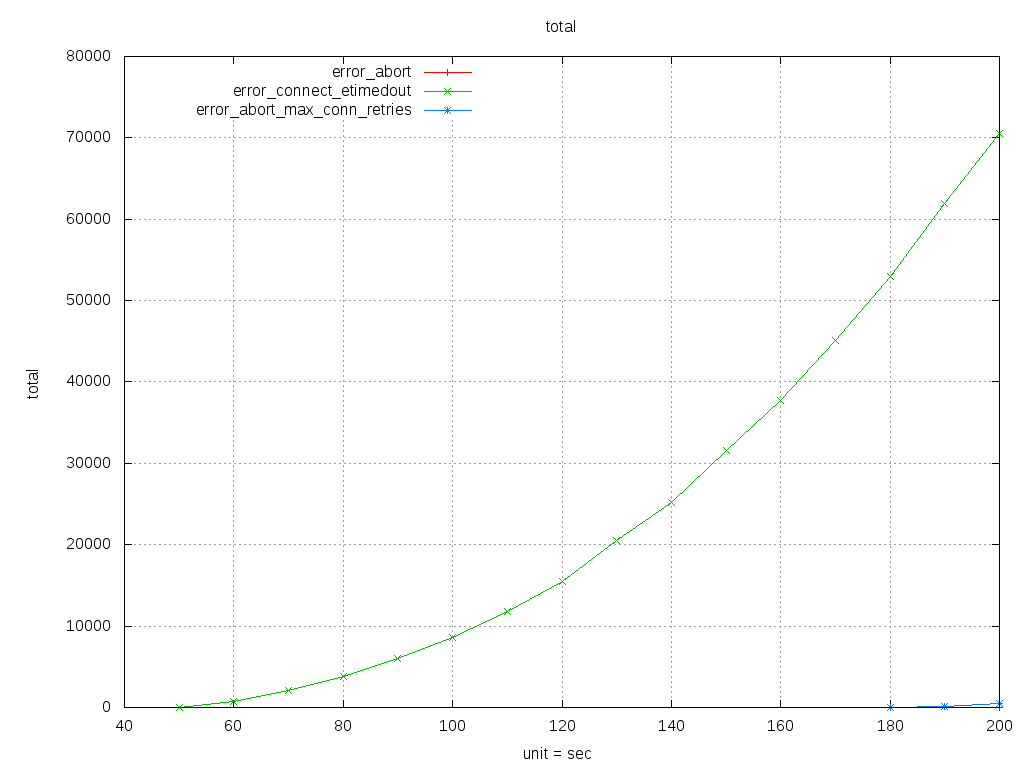 total
80000
70000
60000
50000
40000
30000
20000
10000
0
total
error_abort
error_connect_etimedout
error_abort_max_conn_retries
40 60 80 100 120 140 160 180 200
unit = sec